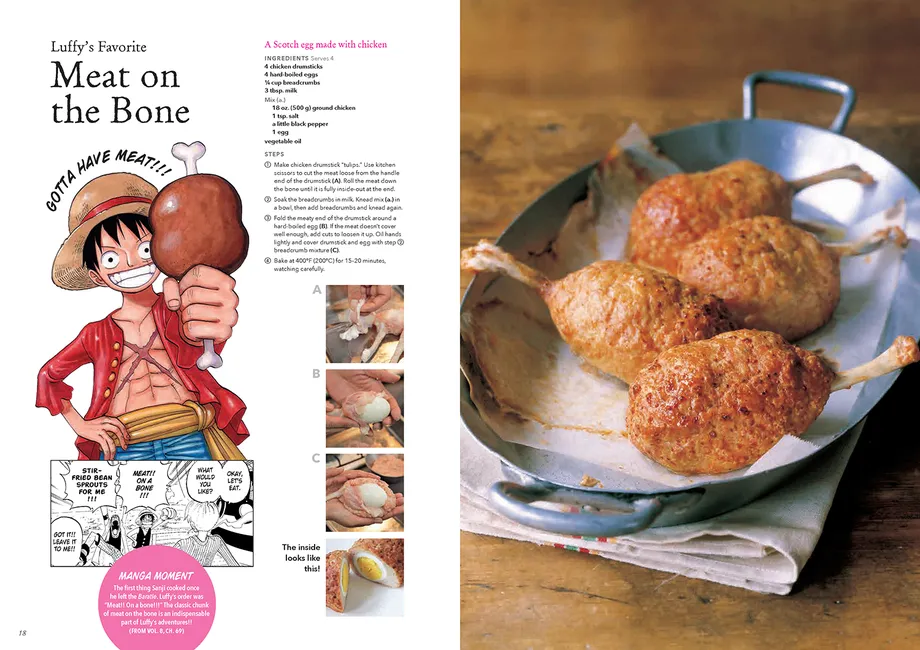 Luffy's Favorite
Meat on
the Bone
GOTTA HAVE MEAT!!!
A Scotch egg made with chicken
INGREDIENTS Serves 4
4 chicken drumsticks
4 hard-boiled eggs
¼ cup breadcrumbs
3 tbsp. milk
Mix (a.)
18 oz. (500 g) ground chicken
1 tsp. salt
a little black pepper
1 egg
vegetable oil
STEPS
① Make chicken drumstick "tulips." Use kitchen
scissors to cut the meat loose from the handle
end of the drumstick (A). Roll the meat down
the bone until it is fully inside-out at the end.
② Soak the breadcrumbs in milk. Knead mix (a.) in
a bowl, then add breadcrumbs and knead again.
③ Fold the meaty end of the drumstick around a
hard-boiled egg (B). If the meat doesn't cover
well enough, add cuts to loosen it up. Oil hands
lightly and cover drumstick and egg with step ②
breadcrumb mixture (C).
④ Bake at 400°F (200°C) for 15–20 minutes,
watching carefully.
A
B
C
The inside
looks like
this!
OKAY,
LET'S
EAT.
WHAT
WOULD
YOU
LIKE?
MEAT!!
ON A
BONE
!!!
STIR-
FRIED BEAN
SPROUTS
FOR ME
!!!
GOT IT!!
LEAVE IT
TO ME!!
MANGA MOMENT
The first thing Sanji cooked once
he left the Baratie. Luffy's order was
"Meat!! On a bone!!!" The classic chunk
of meat on the bone is an indispensable
part of Luffy's adventures!!
(FROM VOL. 8, CH. 69)
18